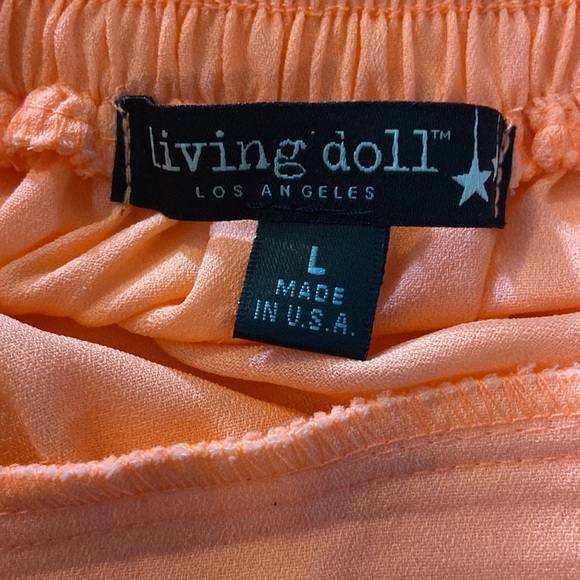 living doll™
LOS ANGELES
L
MADE
IN U.S.A.